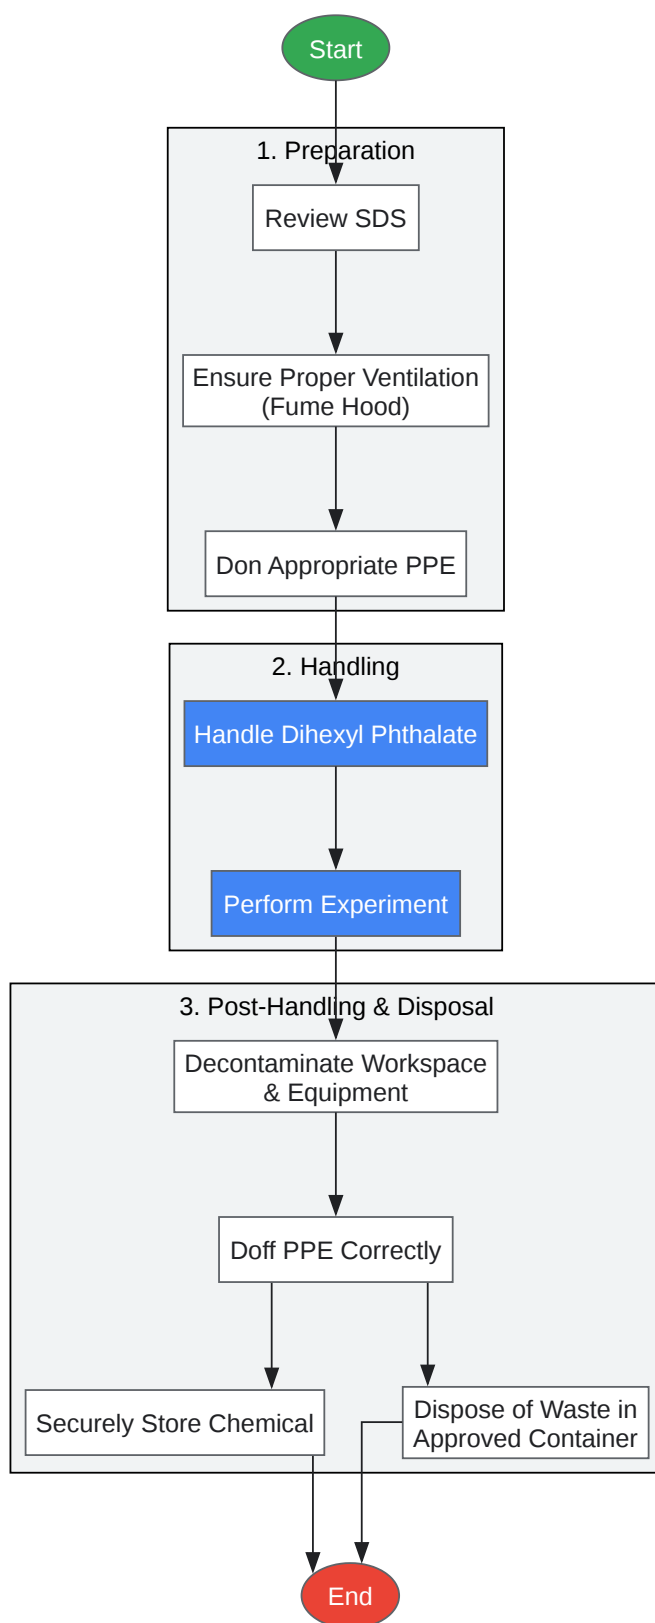 Start
1. Preparation
Review SDS
Ensure Proper Ventilation
(Fume Hood)
Don Appropriate PPE
2. Handling
Handle Dihexyl Phthalate
Perform Experiment
3. Post-Handling & Disposal
Decontaminate Workspace
& Equipment
Doff PPE Correctly
Securely Store Chemical
Dispose of Waste in
Approved Container
End